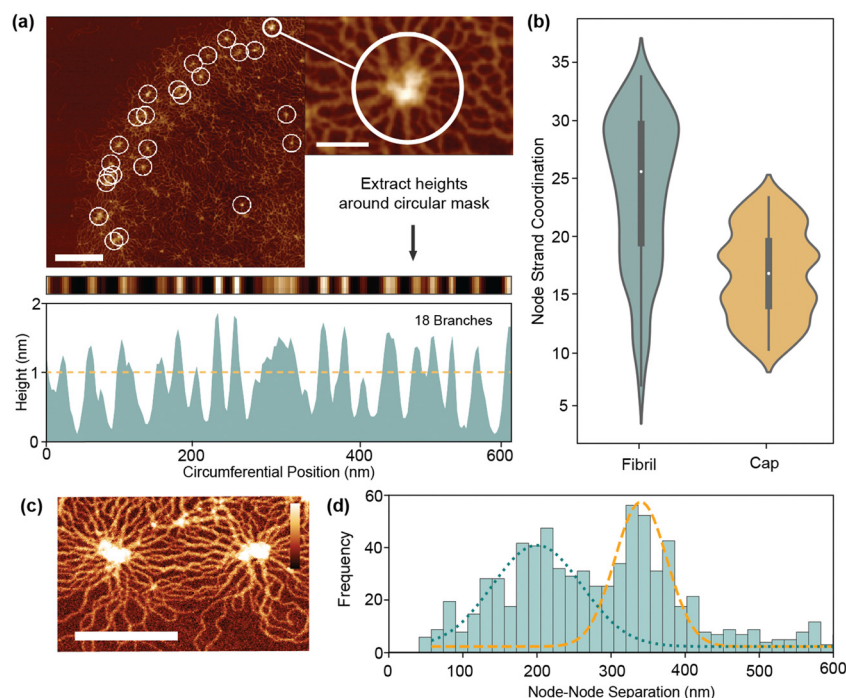 (a)
Extract heights
around circular mask
2
18 Branches
1
0
Height (nm)
0
200
400
600
Circumferential Position (nm)
(b)
35
30
25
20
15
10
5
Node Strand Coordination
Fibril
Cap
(c)
(d)
60
40
20
0
Frequency
0
100
200
300
400
500
600
Node-Node Separation (nm)